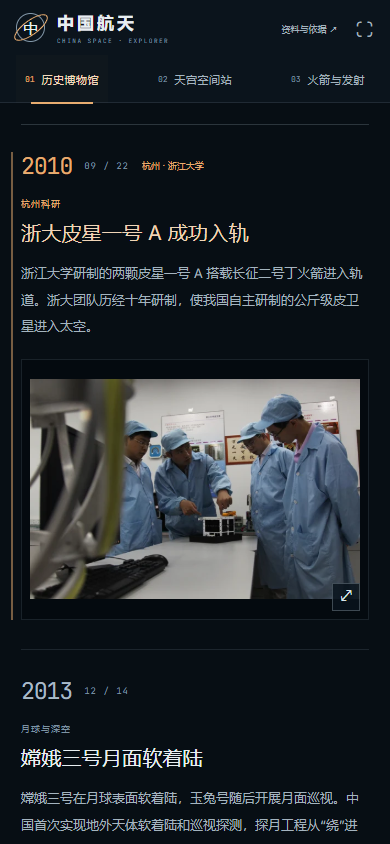 中
中国航天
CHINA SPACE · EXPLORER
资料与依据 ↗
01 历史博物馆
02 天宫空间站
03 火箭与发射
2010 09 / 22 杭州 · 浙江大学
杭州科研
浙大皮星一号 A 成功入轨
浙江大学研制的两颗皮星一号 A 搭载长征二号丁火箭进入轨
道。浙大团队历经十年研制，使我国自主研制的公斤级皮卫
星进入太空。
2013 12 / 14
月球与深空
嫦娥三号月面软着陆
嫦娥三号在月球表面软着陆，玉兔号随后开展月面巡视。中
国首次实现地外天体软着陆和巡视探测，探月工程从“绕”进